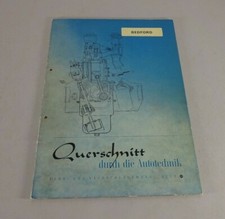 BEDFORD
Querschnitt
durch die Autotechnik